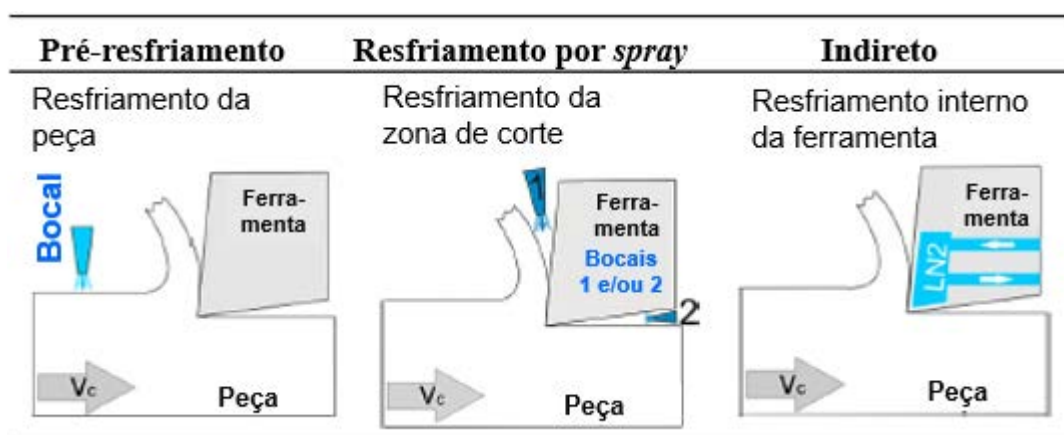 Pré-resfriamento
Resfriamento por spray
Indireto
Resfriamento da
peça
Resfriamento da
zona de corte
Resfriamento interno
da ferramenta
Bocal
Ferra-
menta
Vc
Peça
1
Ferra-
menta
Bocais
1 e/ou 2
2
Vc
Peça
Ferra-
menta
LN2
Vc
Peça